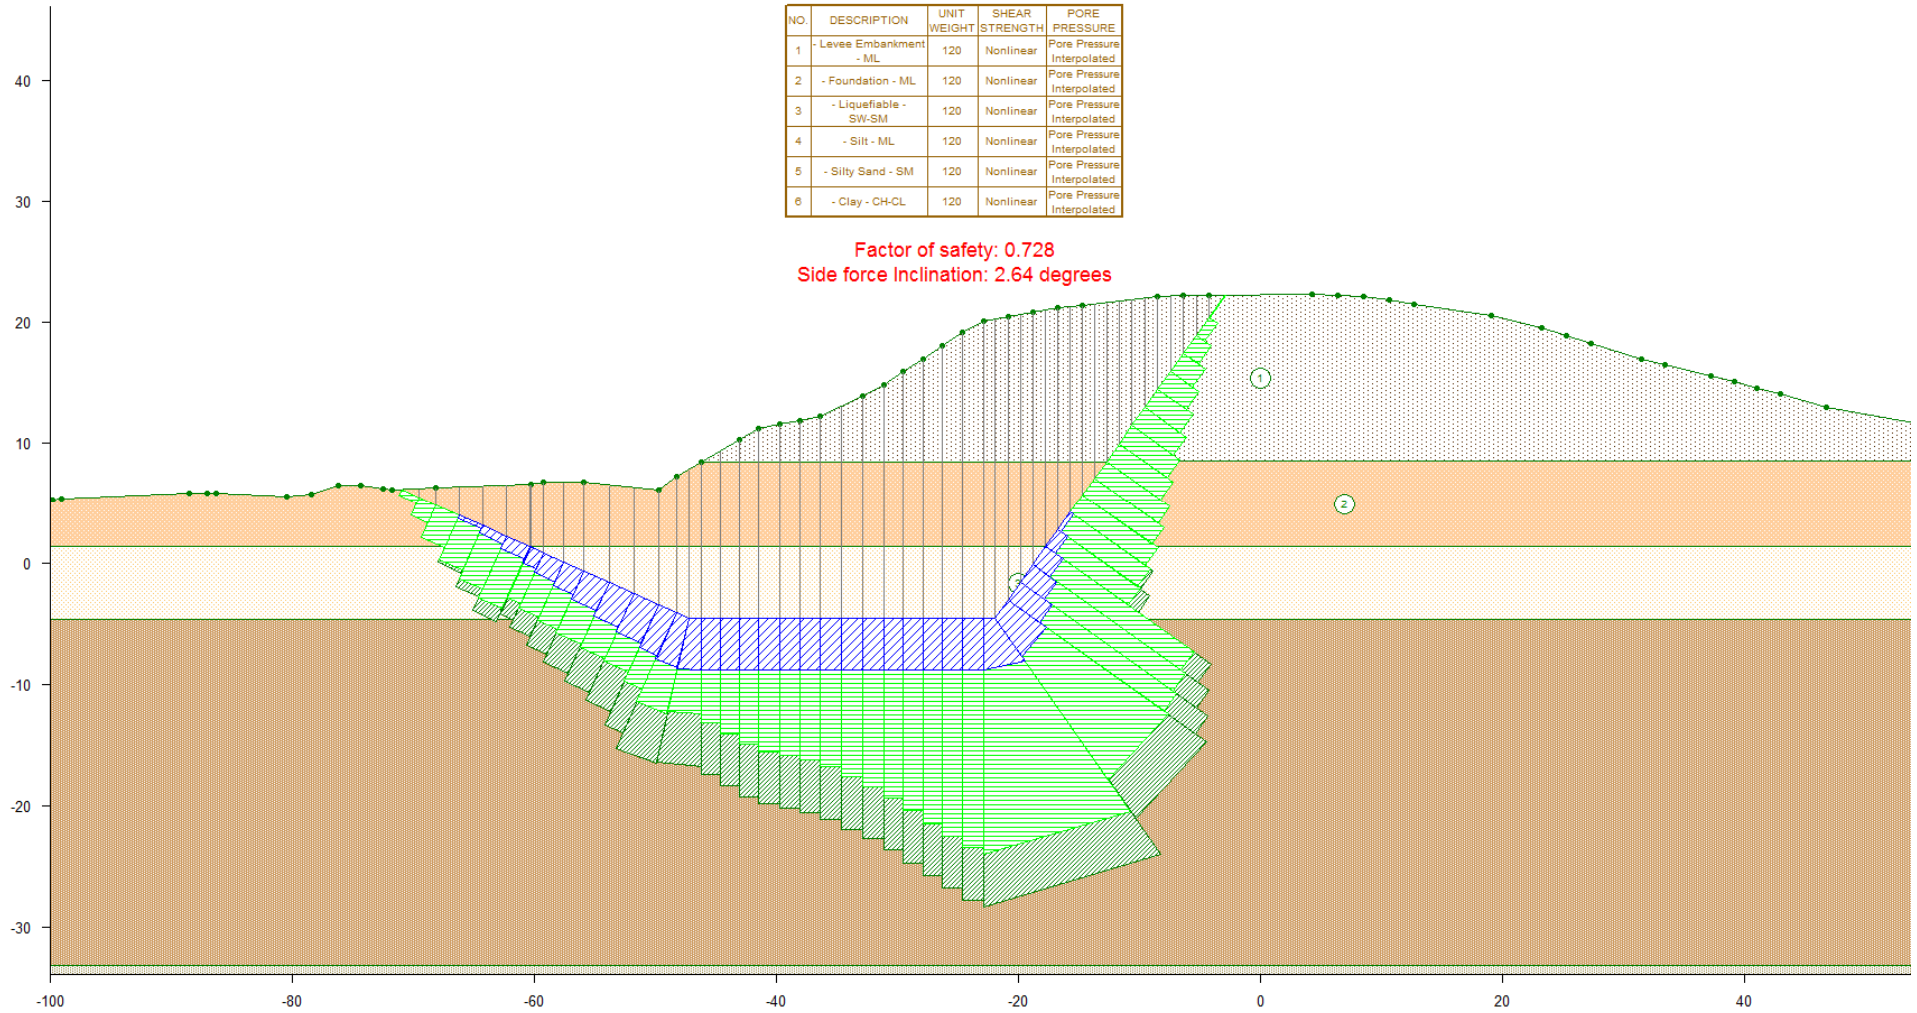 NO. DESCRIPTION UNIT WEIGHT SHEAR STRENGTH PORE PRESSURE
1 - Levee Embankment - ML 120 Nonlinear Pore Pressure Interpolated
2 - Foundation - ML 120 Nonlinear Pore Pressure Interpolated
3 - Liquefiable - SW-SM 120 Nonlinear Pore Pressure Interpolated
4 - Silt - ML 120 Nonlinear Pore Pressure Interpolated
5 - Silty Sand - SM 120 Nonlinear Pore Pressure Interpolated
6 - Clay - CH-CL 120 Nonlinear Pore Pressure Interpolated
Factor of safety: 0.728
Side force Inclination: 2.64 degrees
40
30
20
10
0
-10
-20
-30
1
2
3
-100 -80 -60 -40 -20 0 20 40